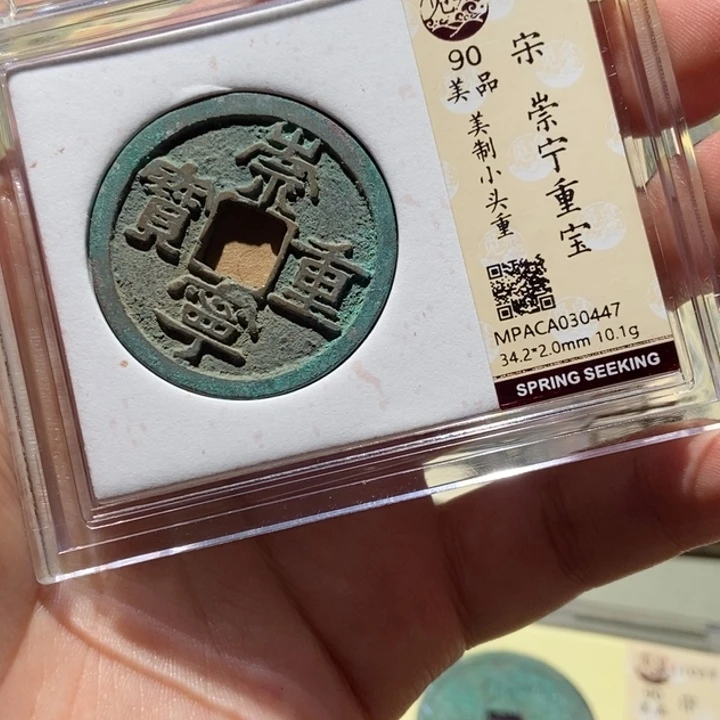 崇
重
寧
寶
90
美品
美制小头重
宋
崇宁重宝
MPACA030447
34.2*2.0mm 10.1g
SPRING SEEKING